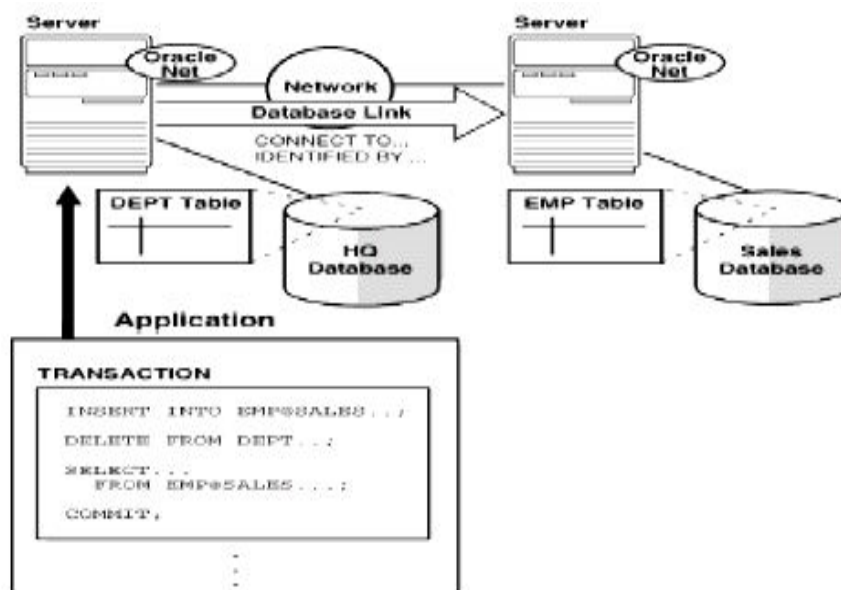 Server
Server
Oracle
Net
Oracle
Net
Network
Database Link
CONNECT TO...
IDENTIFIED BY ...
DEPT Table
HQ
Database
EMP Table
Sales
Database
Application
TRANSACTION
INSERT INTO EMP@SALES..;
DELETE FROM DEPT...;
SELECT...
FROM EMP@SALES...;
COMMIT;